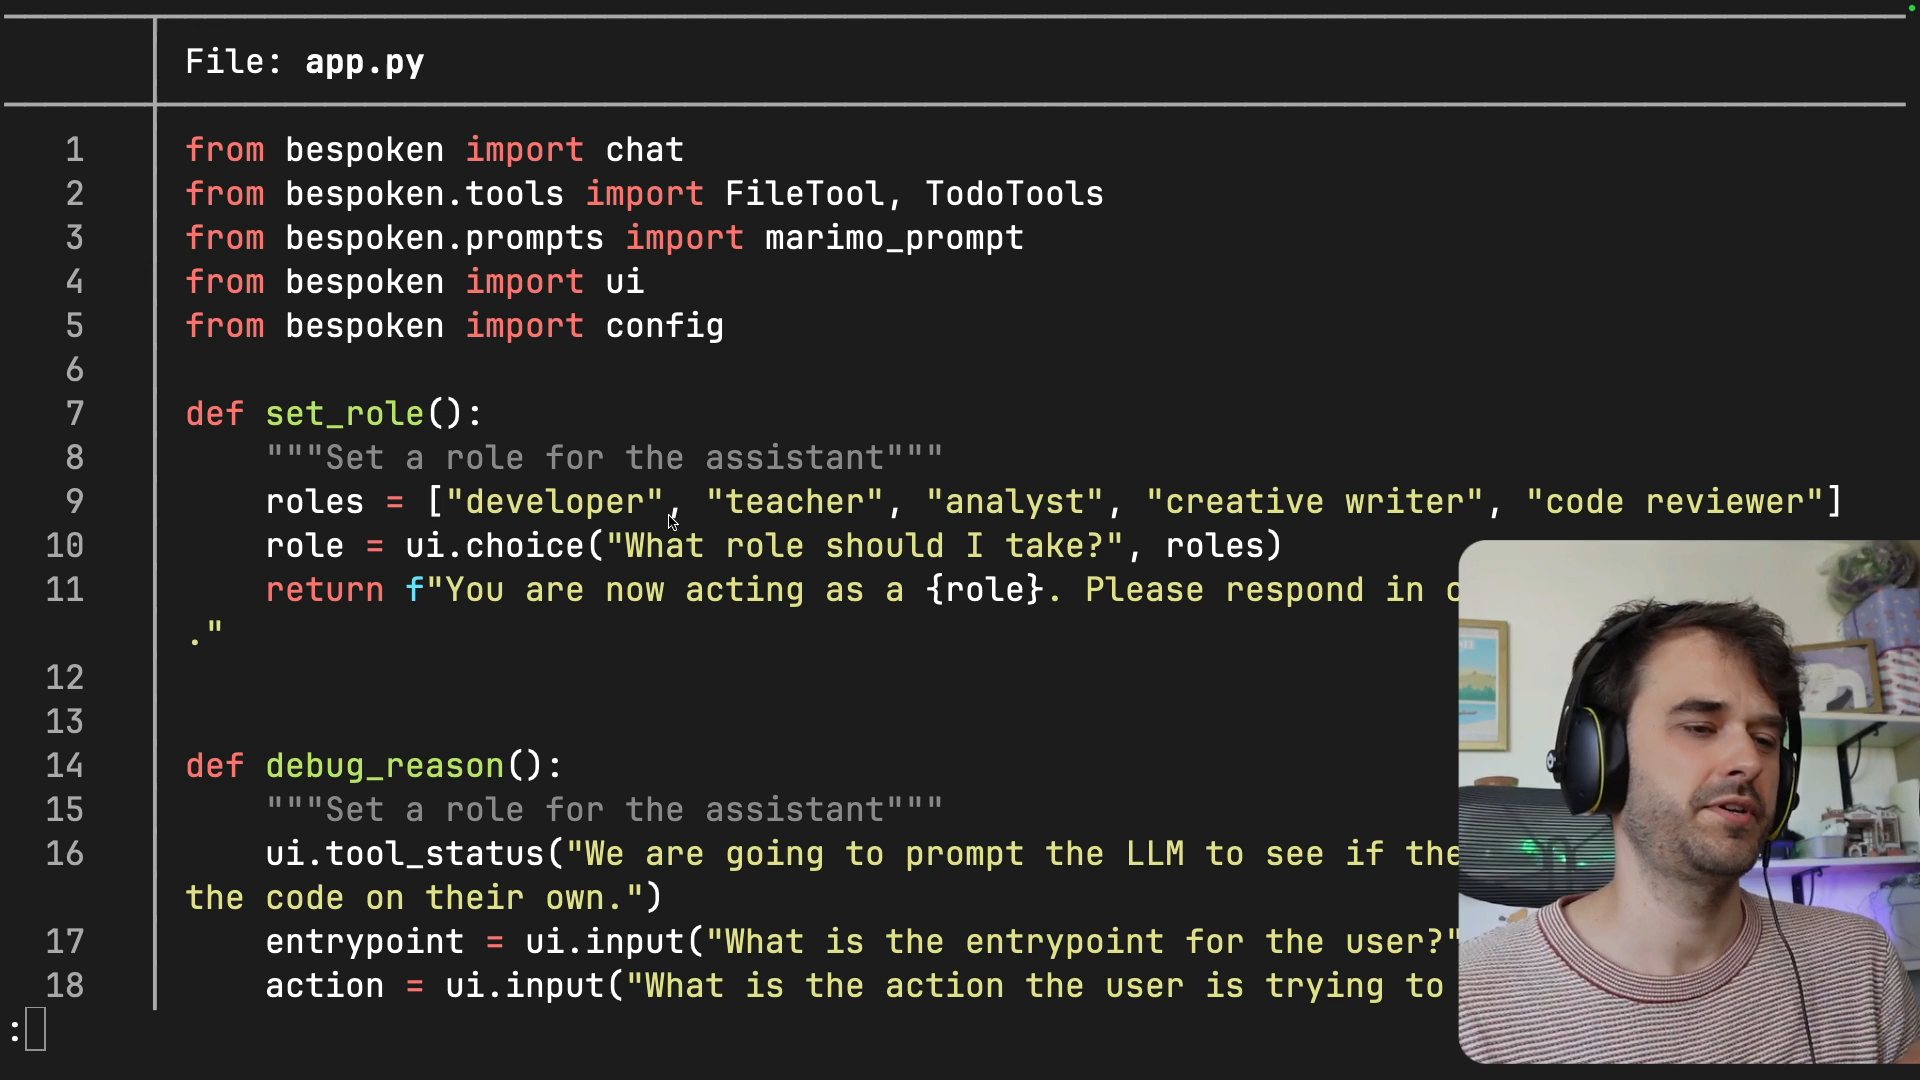 File: app.py
1 from bespoken import chat
2 from bespoken.tools import FileTool, TodoTools
3 from bespoken.prompts import marimo_prompt
4 from bespoken import ui
5 from bespoken import config
6
7 def set_role():
8 """Set a role for the assistant"""
9 roles = ["developer", "teacher", "analyst", "creative writer", "code reviewer"]
10 role = ui.choice("What role should I take?", roles)
11 return f"You are now acting as a {role}. Please respond in
."
12
13
14 def debug_reason():
15 """Set a role for the assistant"""
16 ui.tool_status("We are going to prompt the LLM to see if the
the code on their own.")
17 entrypoint = ui.input("What is the entrypoint for the user?"
18 action = ui.input("What is the action the user is trying to
: